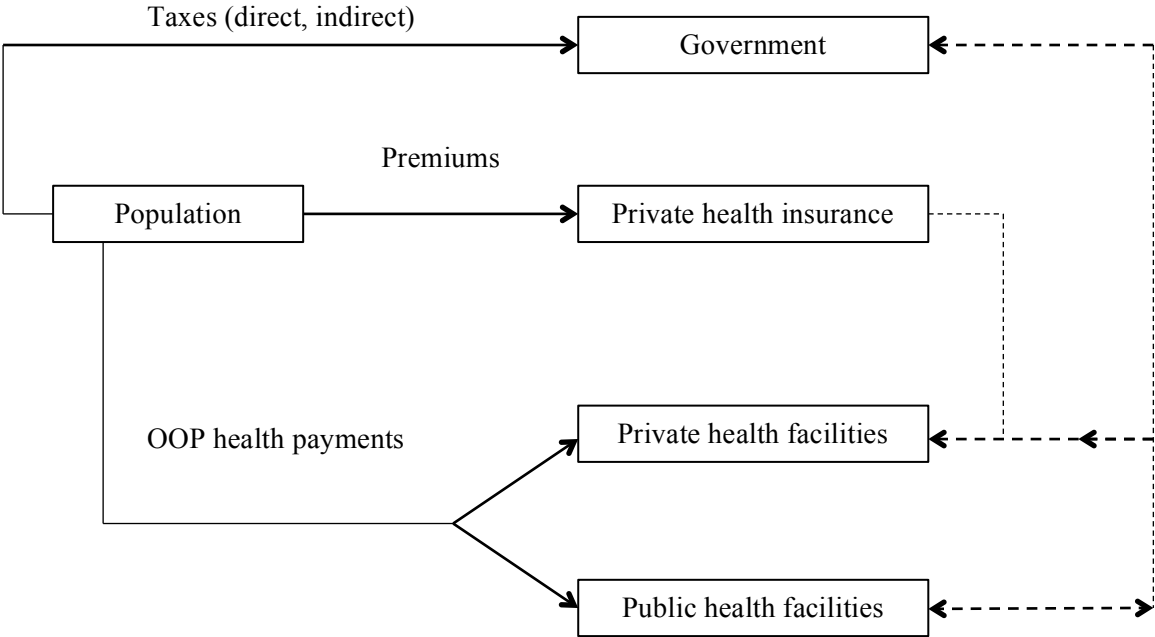 Taxes (direct, indirect)
Government
Premiums
Population
Private health insurance
OOP health payments
Private health facilities
Public health facilities